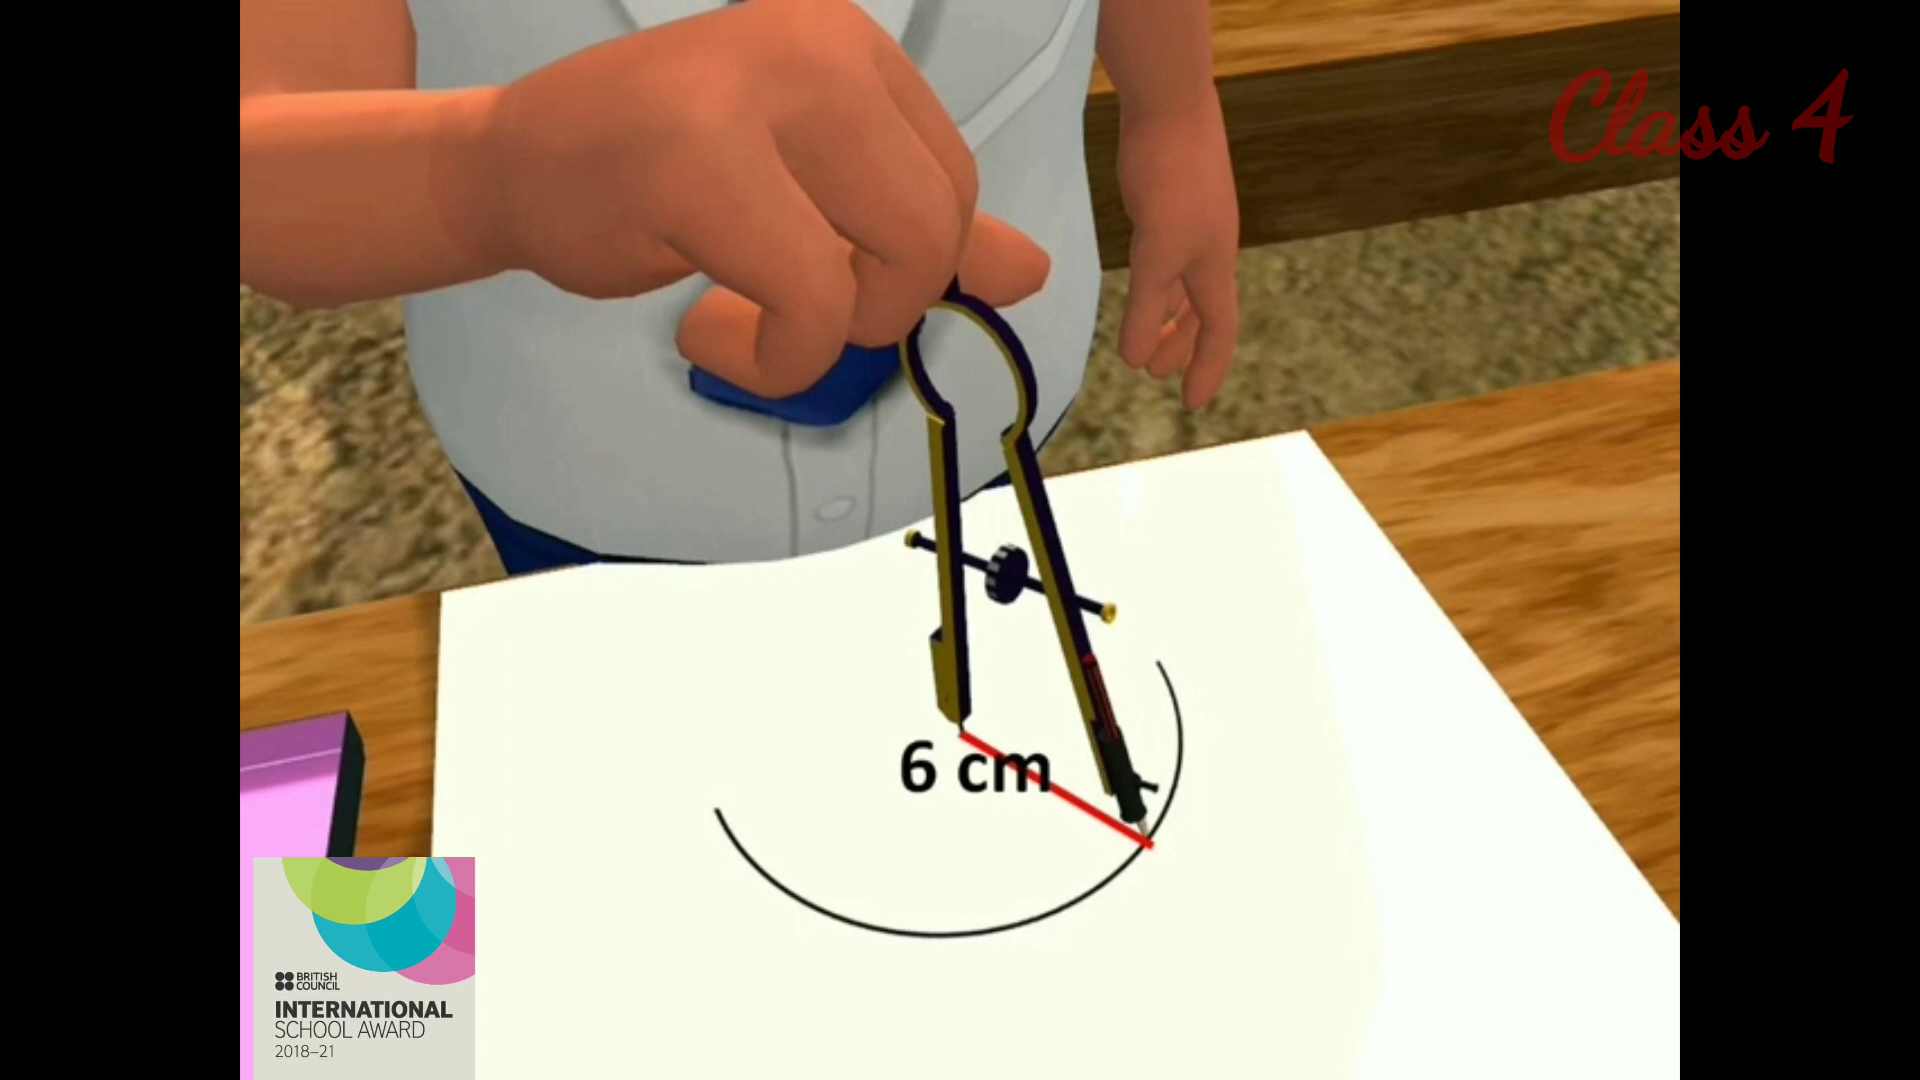 Class 4
6 cm
BRITISH
COUNCIL
INTERNATIONAL
SCHOOL AWARD
2018–21